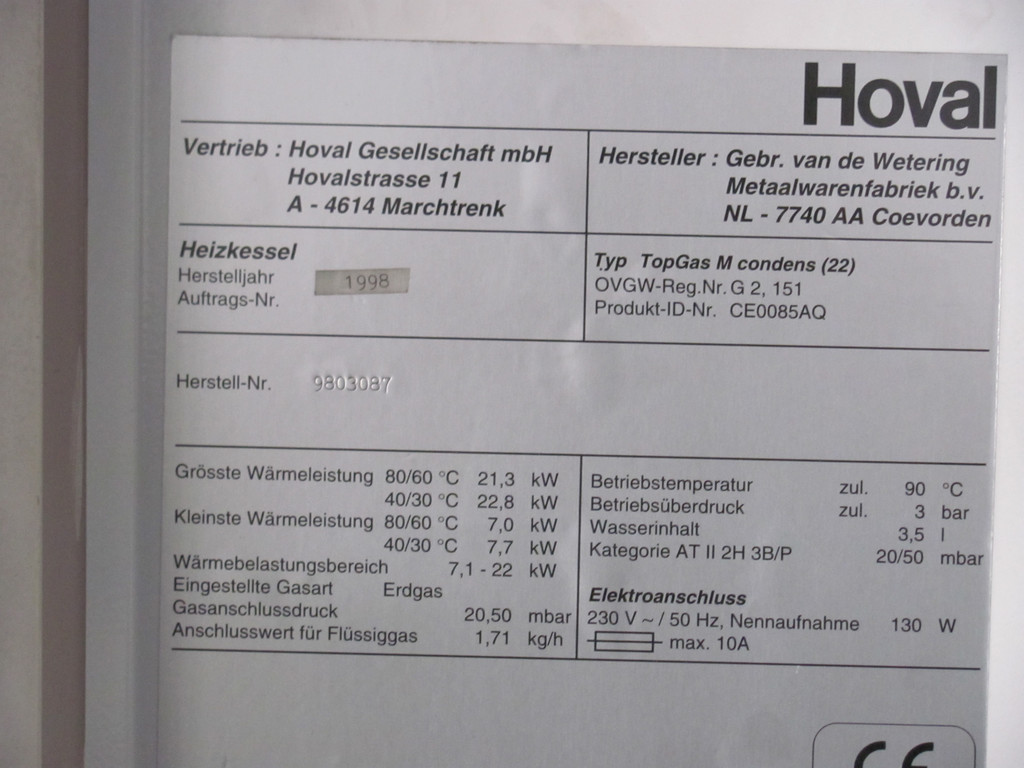 Hoval
Vertrieb : Hoval Gesellschaft mbH
Hovalstrasse 11
A - 4614 Marchtrenk
Hersteller : Gebr. van de Wetering
Metaalwarenfabriek b.v.
NL - 7740 AA Coevorden
Heizkessel
Herstelljahr 1998
Auftrags-Nr.
Typ TopGas M condens (22)
OVGW-Reg.Nr. G 2, 151
Produkt-ID-Nr. CE0085AQ
Herstell-Nr. 9803087
Grösste Wärmeleistung 80/60 °C 21,3 kW
40/30 °C 22,8 kW
Kleinste Wärmeleistung 80/60 °C 7,0 kW
40/30 °C 7,7 kW
Wärmebelastungsbereich 7,1 - 22 kW
Eingestellte Gasart Erdgas
Gasanschlussdruck 20,50 mbar
Anschlusswert für Flüssiggas 1,71 kg/h
Betriebstemperatur zul. 90 °C
Betriebsüberdruck zul. 3 bar
Wasserinhalt 3,5 l
Kategorie AT II 2H 3B/P 20/50 mbar
Elektroanschluss
230 V ~ / 50 Hz, Nennaufnahme 130 W
max. 10A
CE